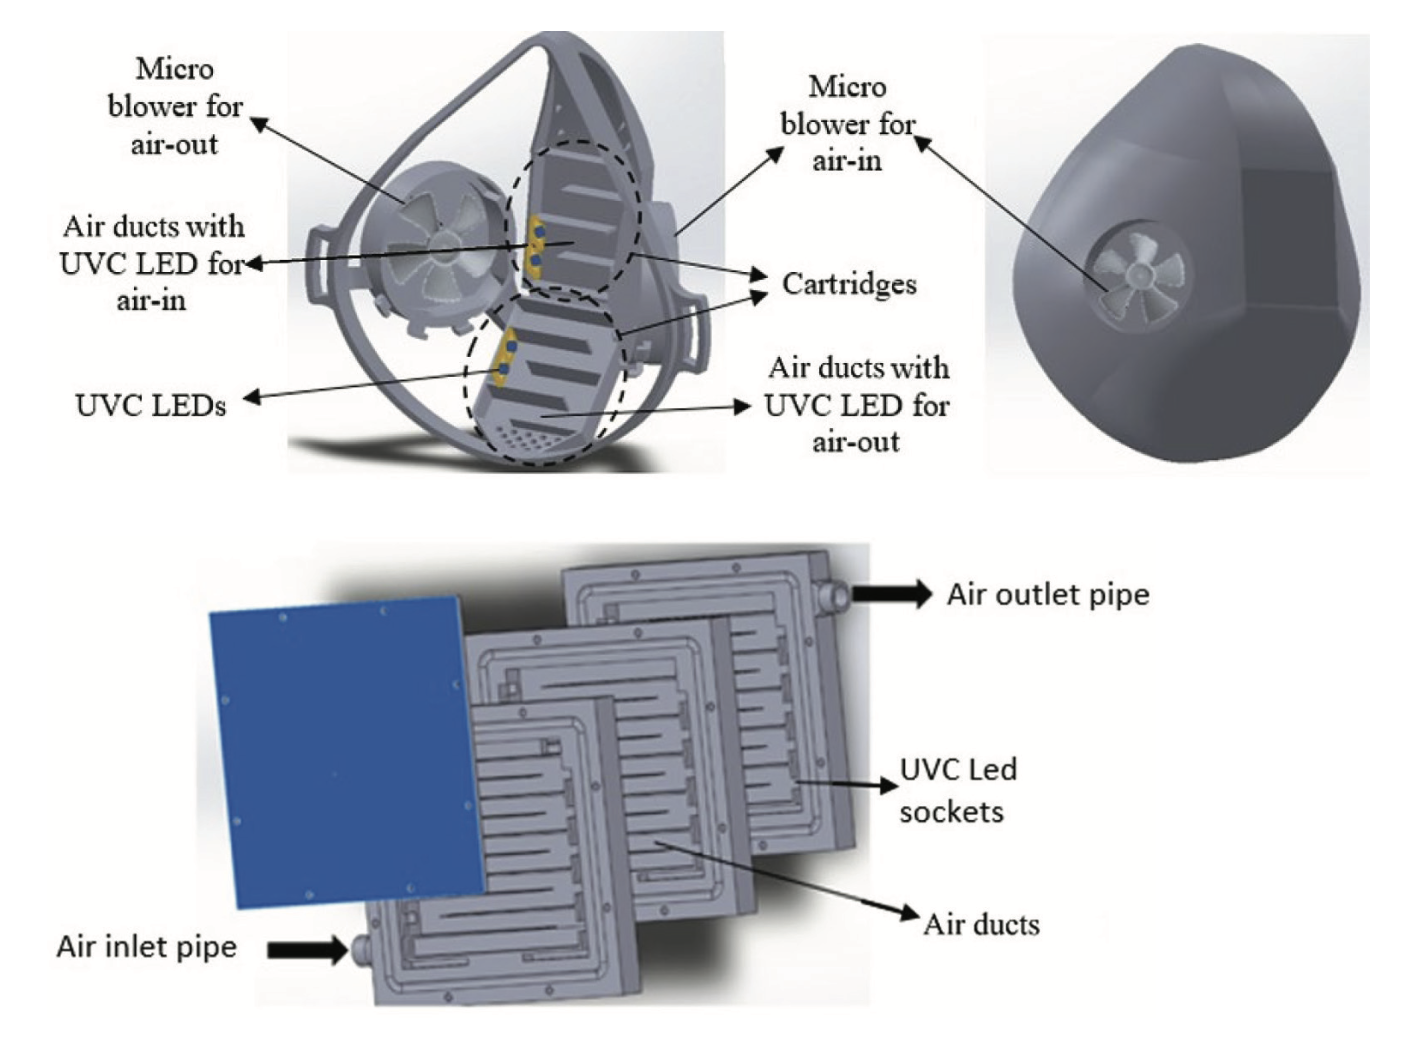 Micro
blower for
air-out
Air ducts with
UVC LED for
air-in
UVC LEDs
Micro
blower for
air-in
Cartridges
Air ducts with
UVC LED for
air-out
Air outlet pipe
UVC Led
sockets
Air ducts
Air inlet pipe